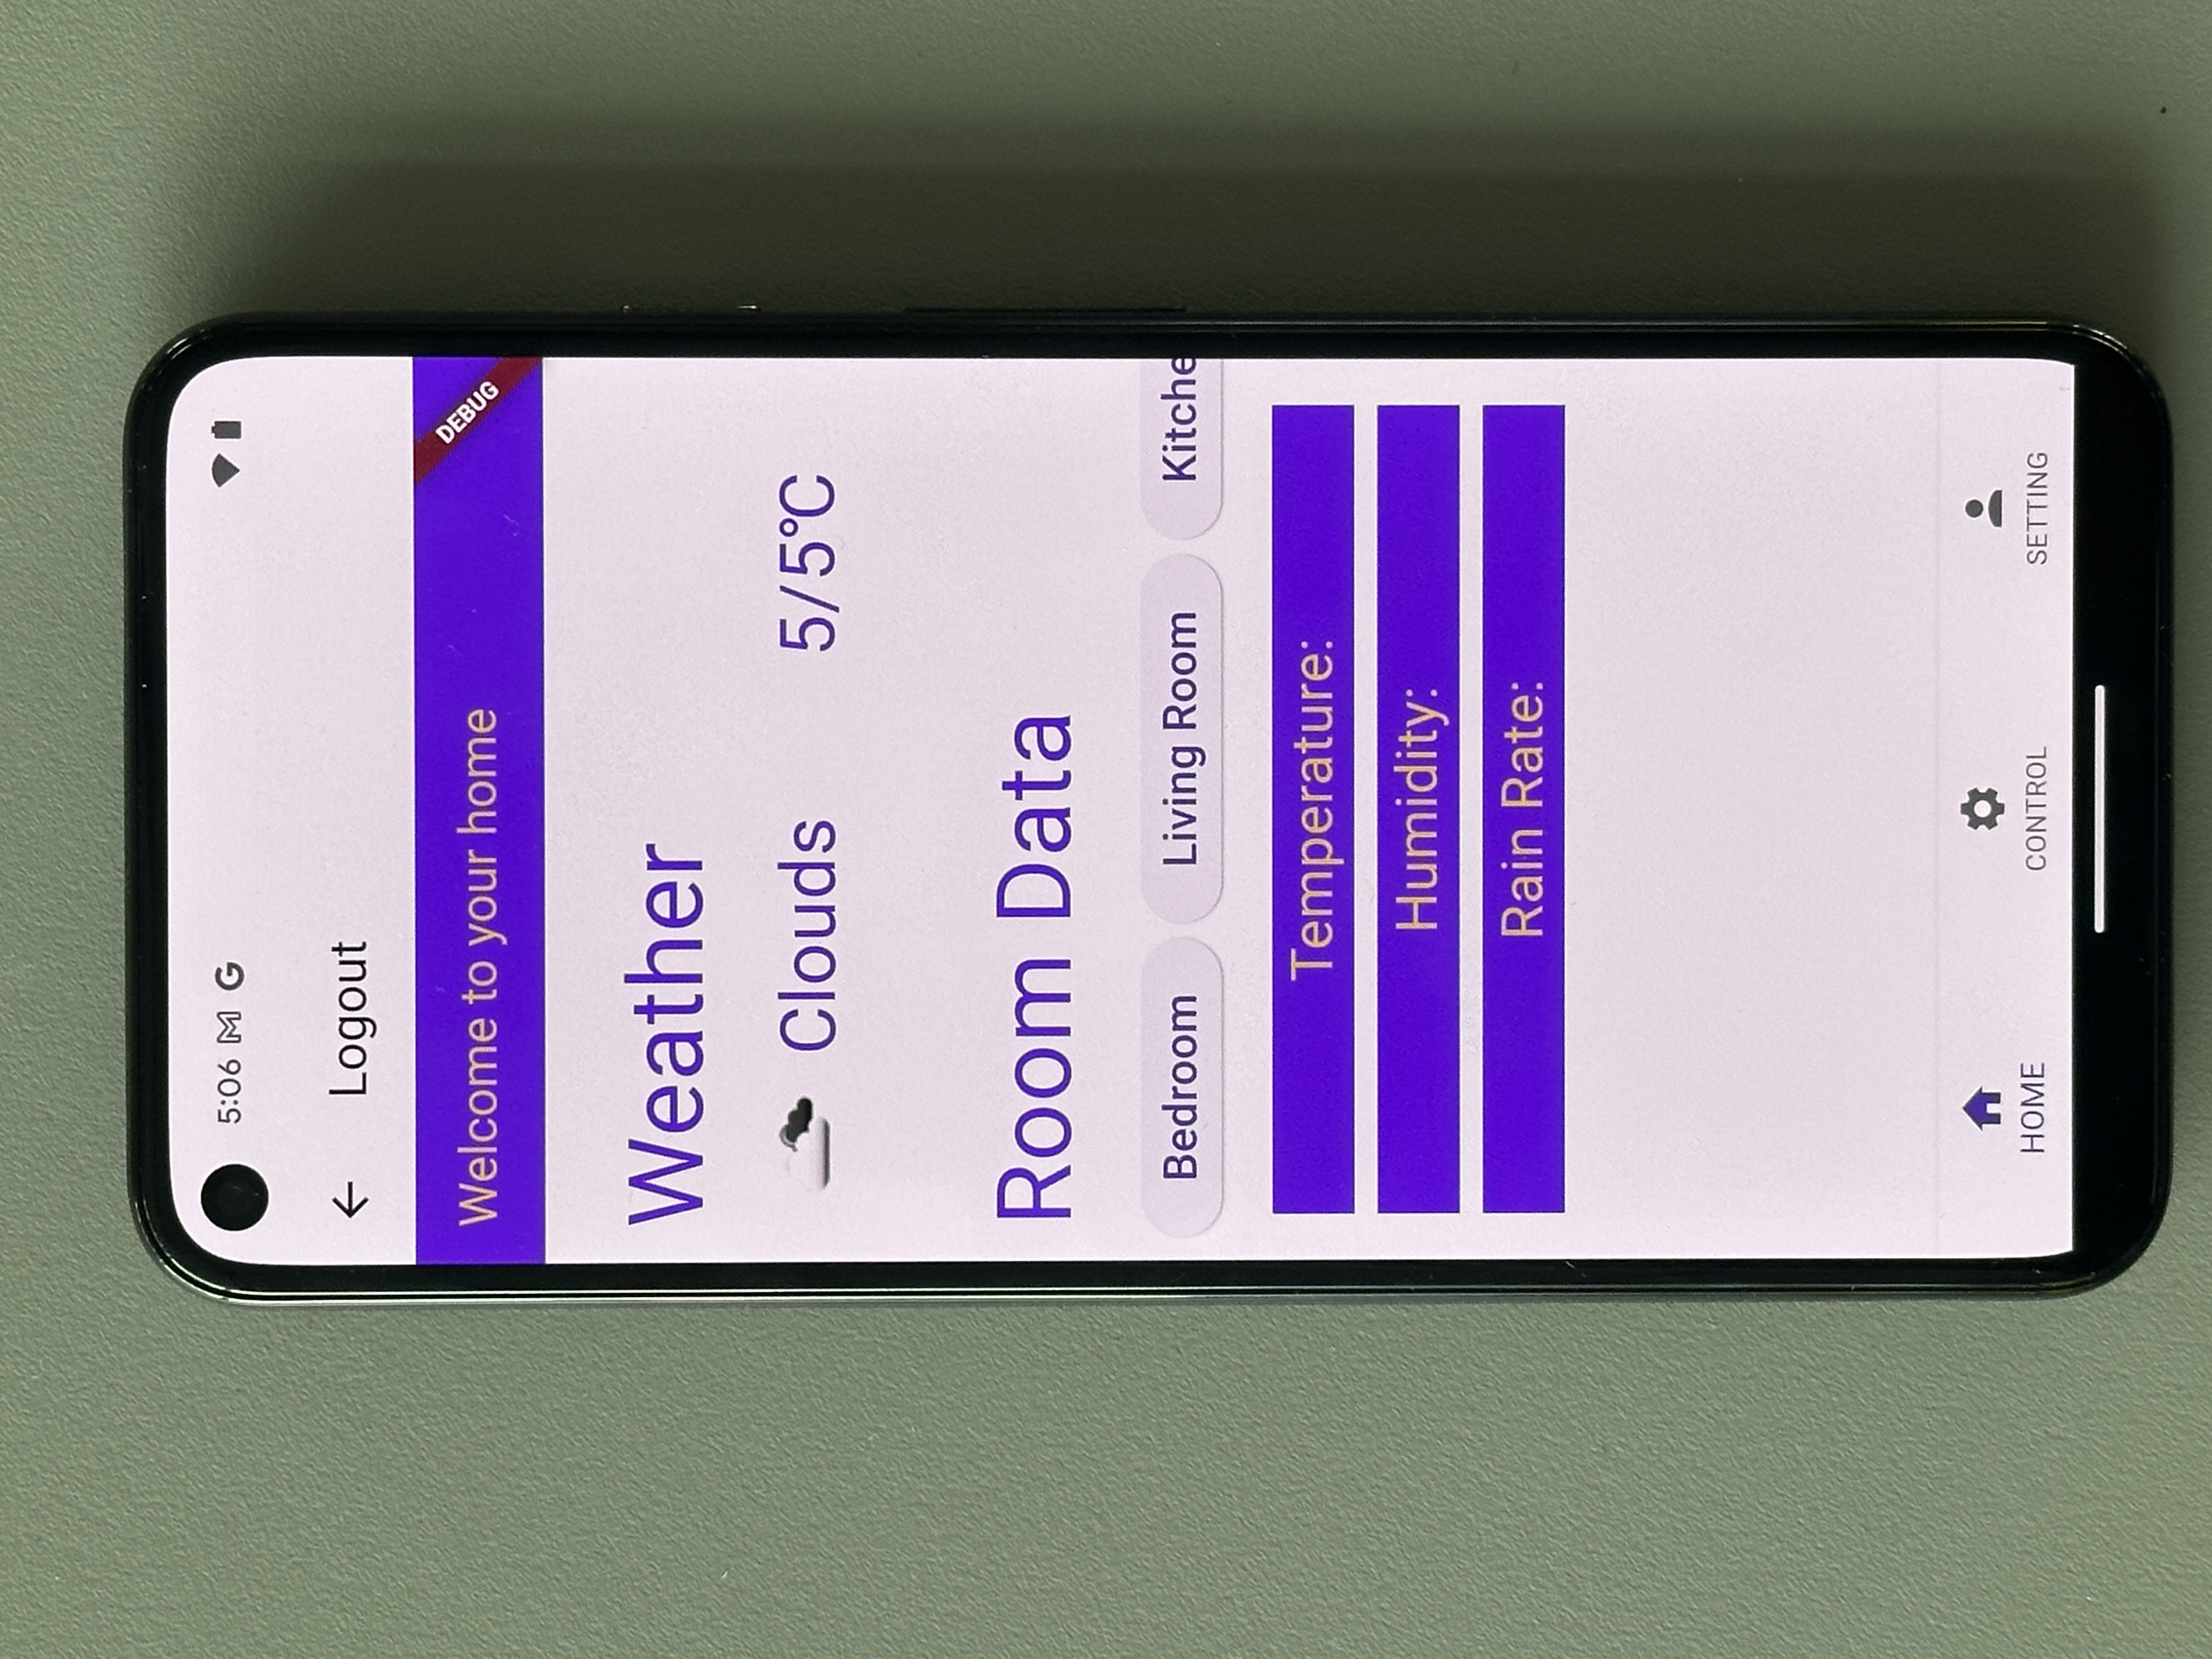 5:06
Logout
Welcome to your home
DEBUG
Weather
Clouds 5/5℃
Room Data
Bedroom Living Room Kitche
Temperature:
Humidity:
Rain Rate:
HOME CONTROL SETTING